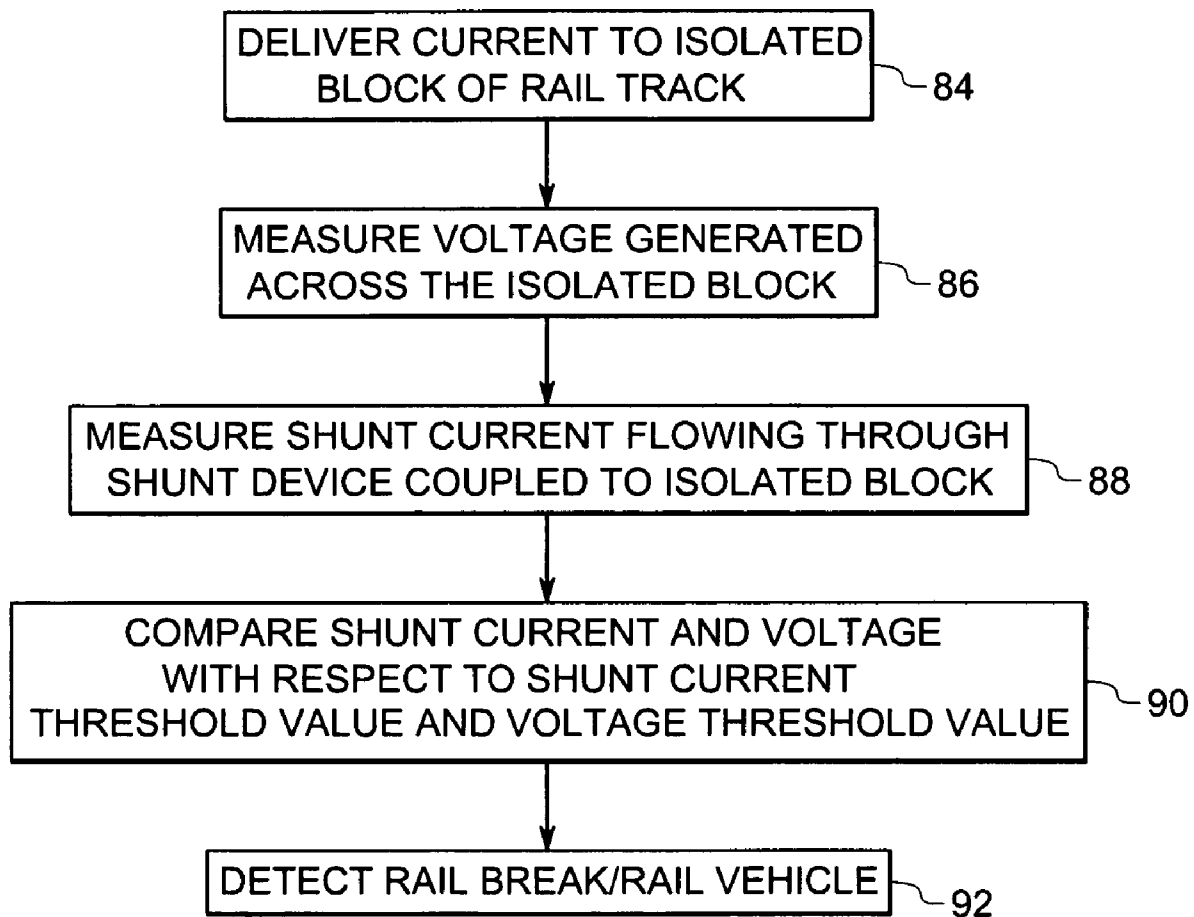 DELIVER CURRENT TO ISOLATED
BLOCK OF RAIL TRACK
84
MEASURE VOLTAGE GENERATED
ACROSS THE ISOLATED BLOCK
86
MEASURE SHUNT CURRENT FLOWING THROUGH
SHUNT DEVICE COUPLED TO ISOLATED BLOCK
88
COMPARE SHUNT CURRENT AND VOLTAGE
WITH RESPECT TO SHUNT CURRENT
THRESHOLD VALUE AND VOLTAGE THRESHOLD VALUE
90
DETECT RAIL BREAK/RAIL VEHICLE
92